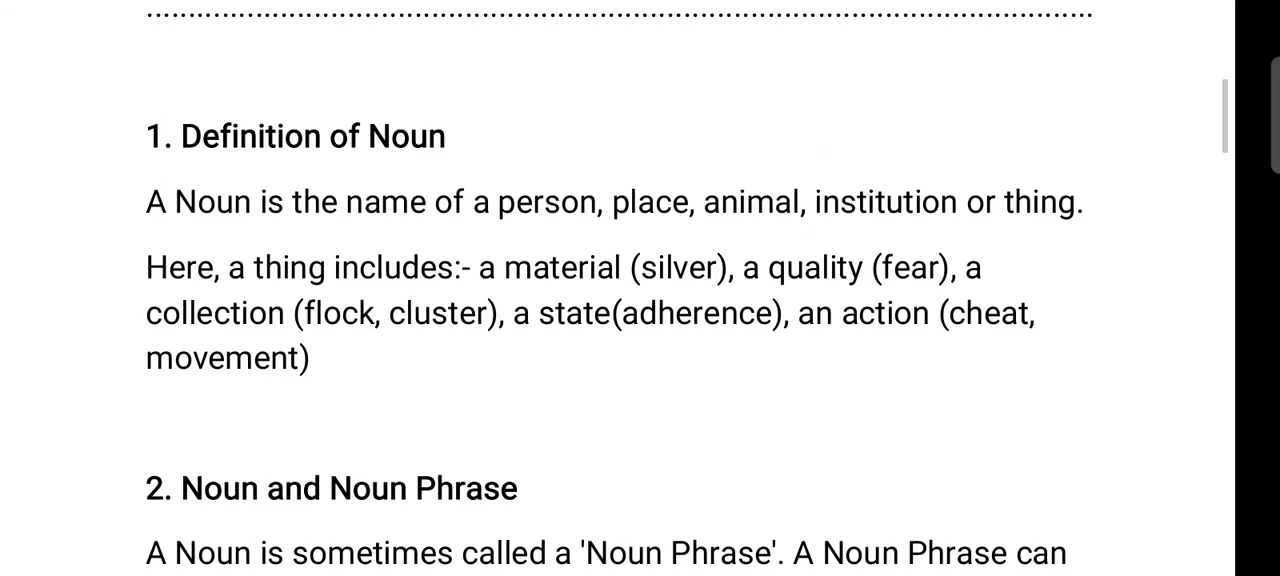 1. Definition of Noun
A Noun is the name of a person, place, animal, institution or thing.
Here, a thing includes:- a material (silver), a quality (fear), a
collection (flock, cluster), a state(adherence), an action (cheat,
movement)
2. Noun and Noun Phrase
A Noun is sometimes called a 'Noun Phrase'. A Noun Phrase can